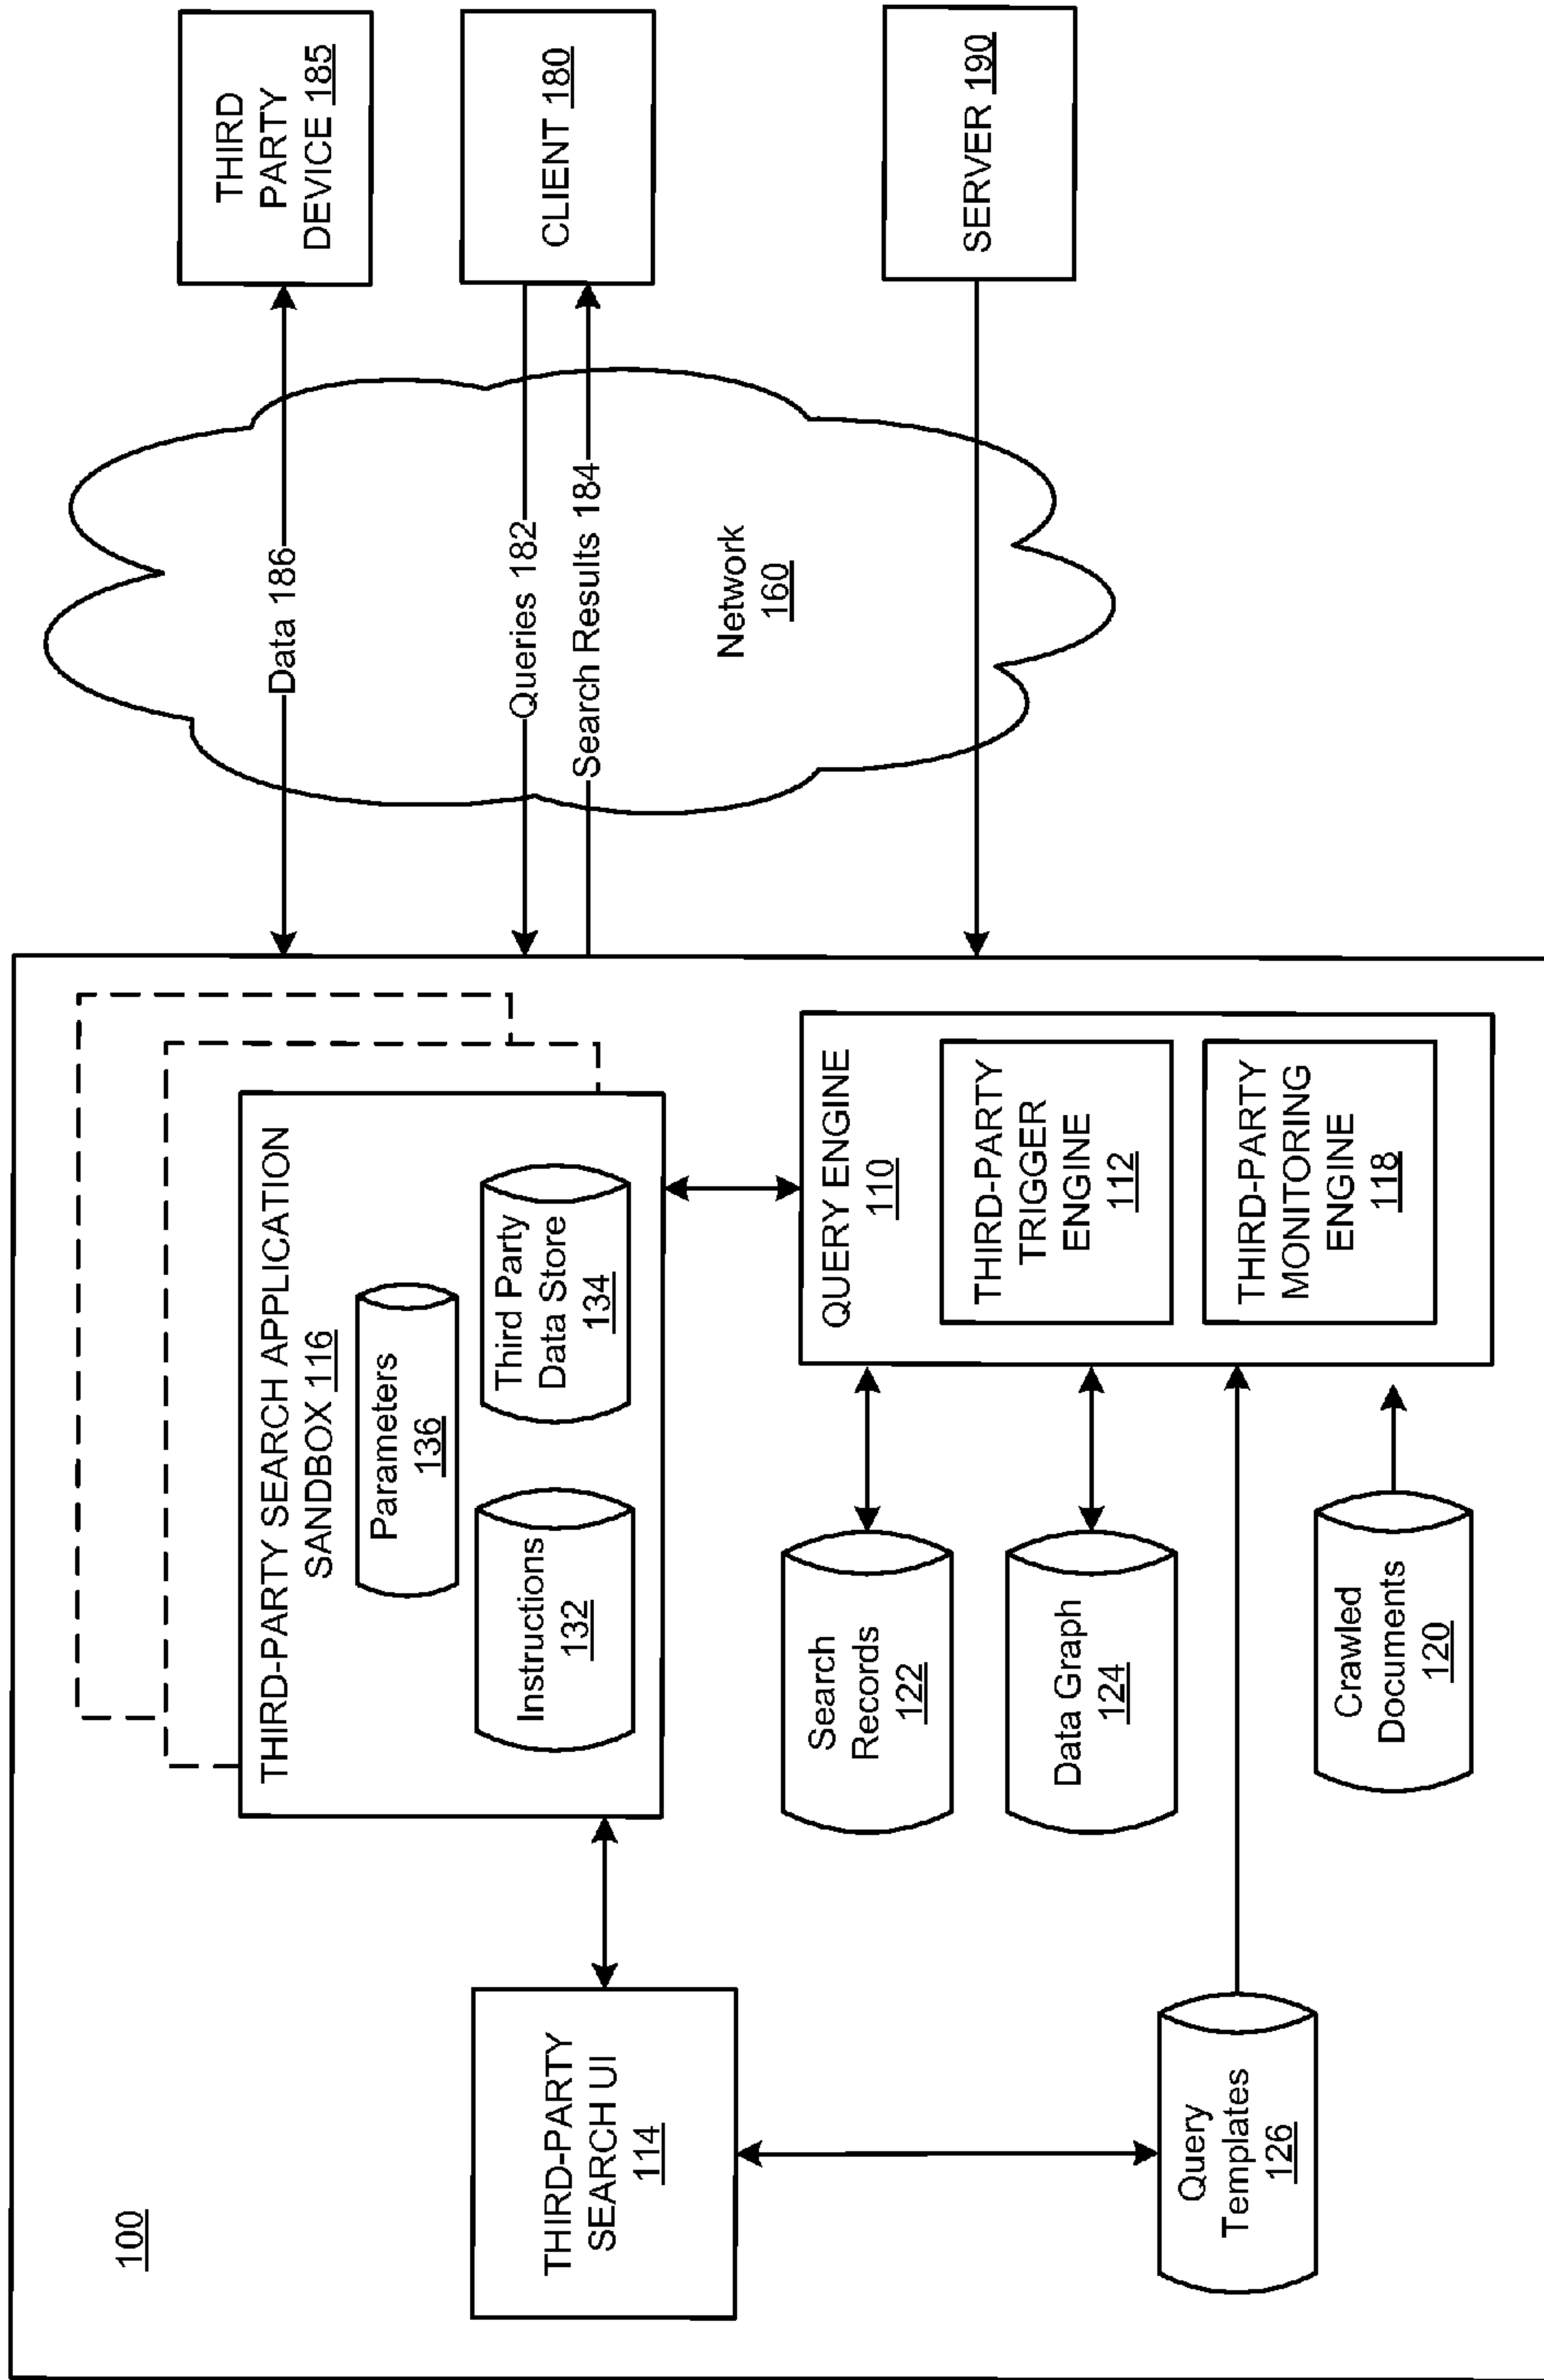 100
THIRD-PARTY
SEARCH UI
114
Query
Templates
126
THIRD-PARTY SEARCH APPLICATION
SANDBOX 116
Parameters
136
Instructions
132
Third Party
Data Store
134
Search
Records
122
Data Graph
124
Crawled
Documents
120
QUERY ENGINE
110
THIRD-PARTY
TRIGGER
ENGINE
112
THIRD-PARTY
MONITORING
ENGINE
118
Data 186
Queries 182
Search Results 184
Network
160
THIRD
PARTY
DEVICE 185
CLIENT 180
SERVER 190